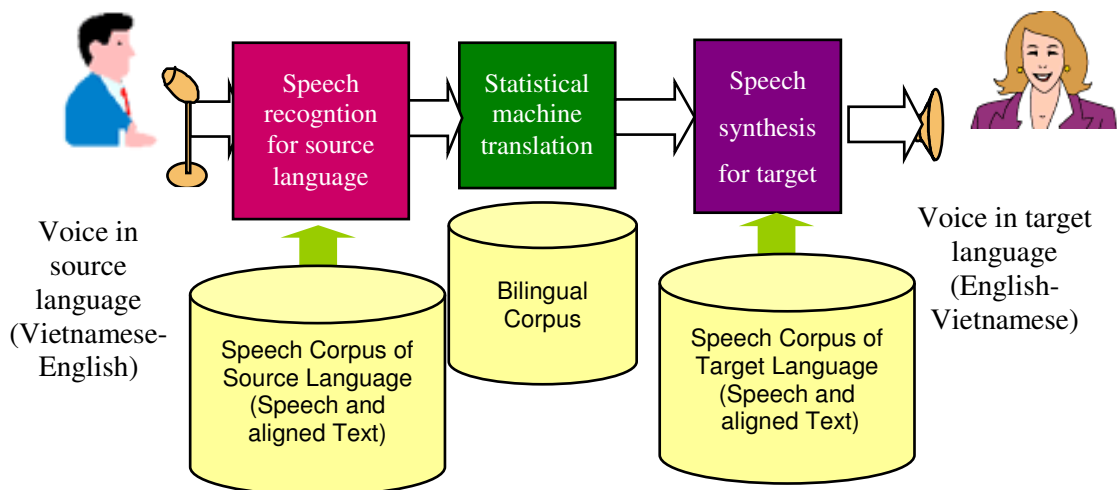 Speech
recogntion
for source
language
Statistical
machine
translation
Speech
synthesis
for target
Voice in
source
language
(Vietnamese-
English)
Speech Corpus of
Source Language
(Speech and
aligned Text)
Bilingual
Corpus
Speech Corpus of
Target Language
(Speech and
aligned Text)
Voice in target
language
(English-
Vietnamese)